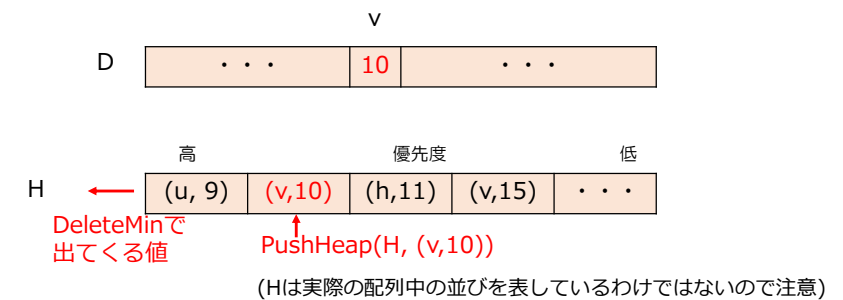 v
D ・・・ 10 ・・・
高 優先度 低
H (u, 9) (v,10) (h,11) (v,15) ・・・
DeleteMinで
出てくる値
PushHeap(H, (v,10))
(Hは実際の配列中の並びを表しているわけではないので注意)